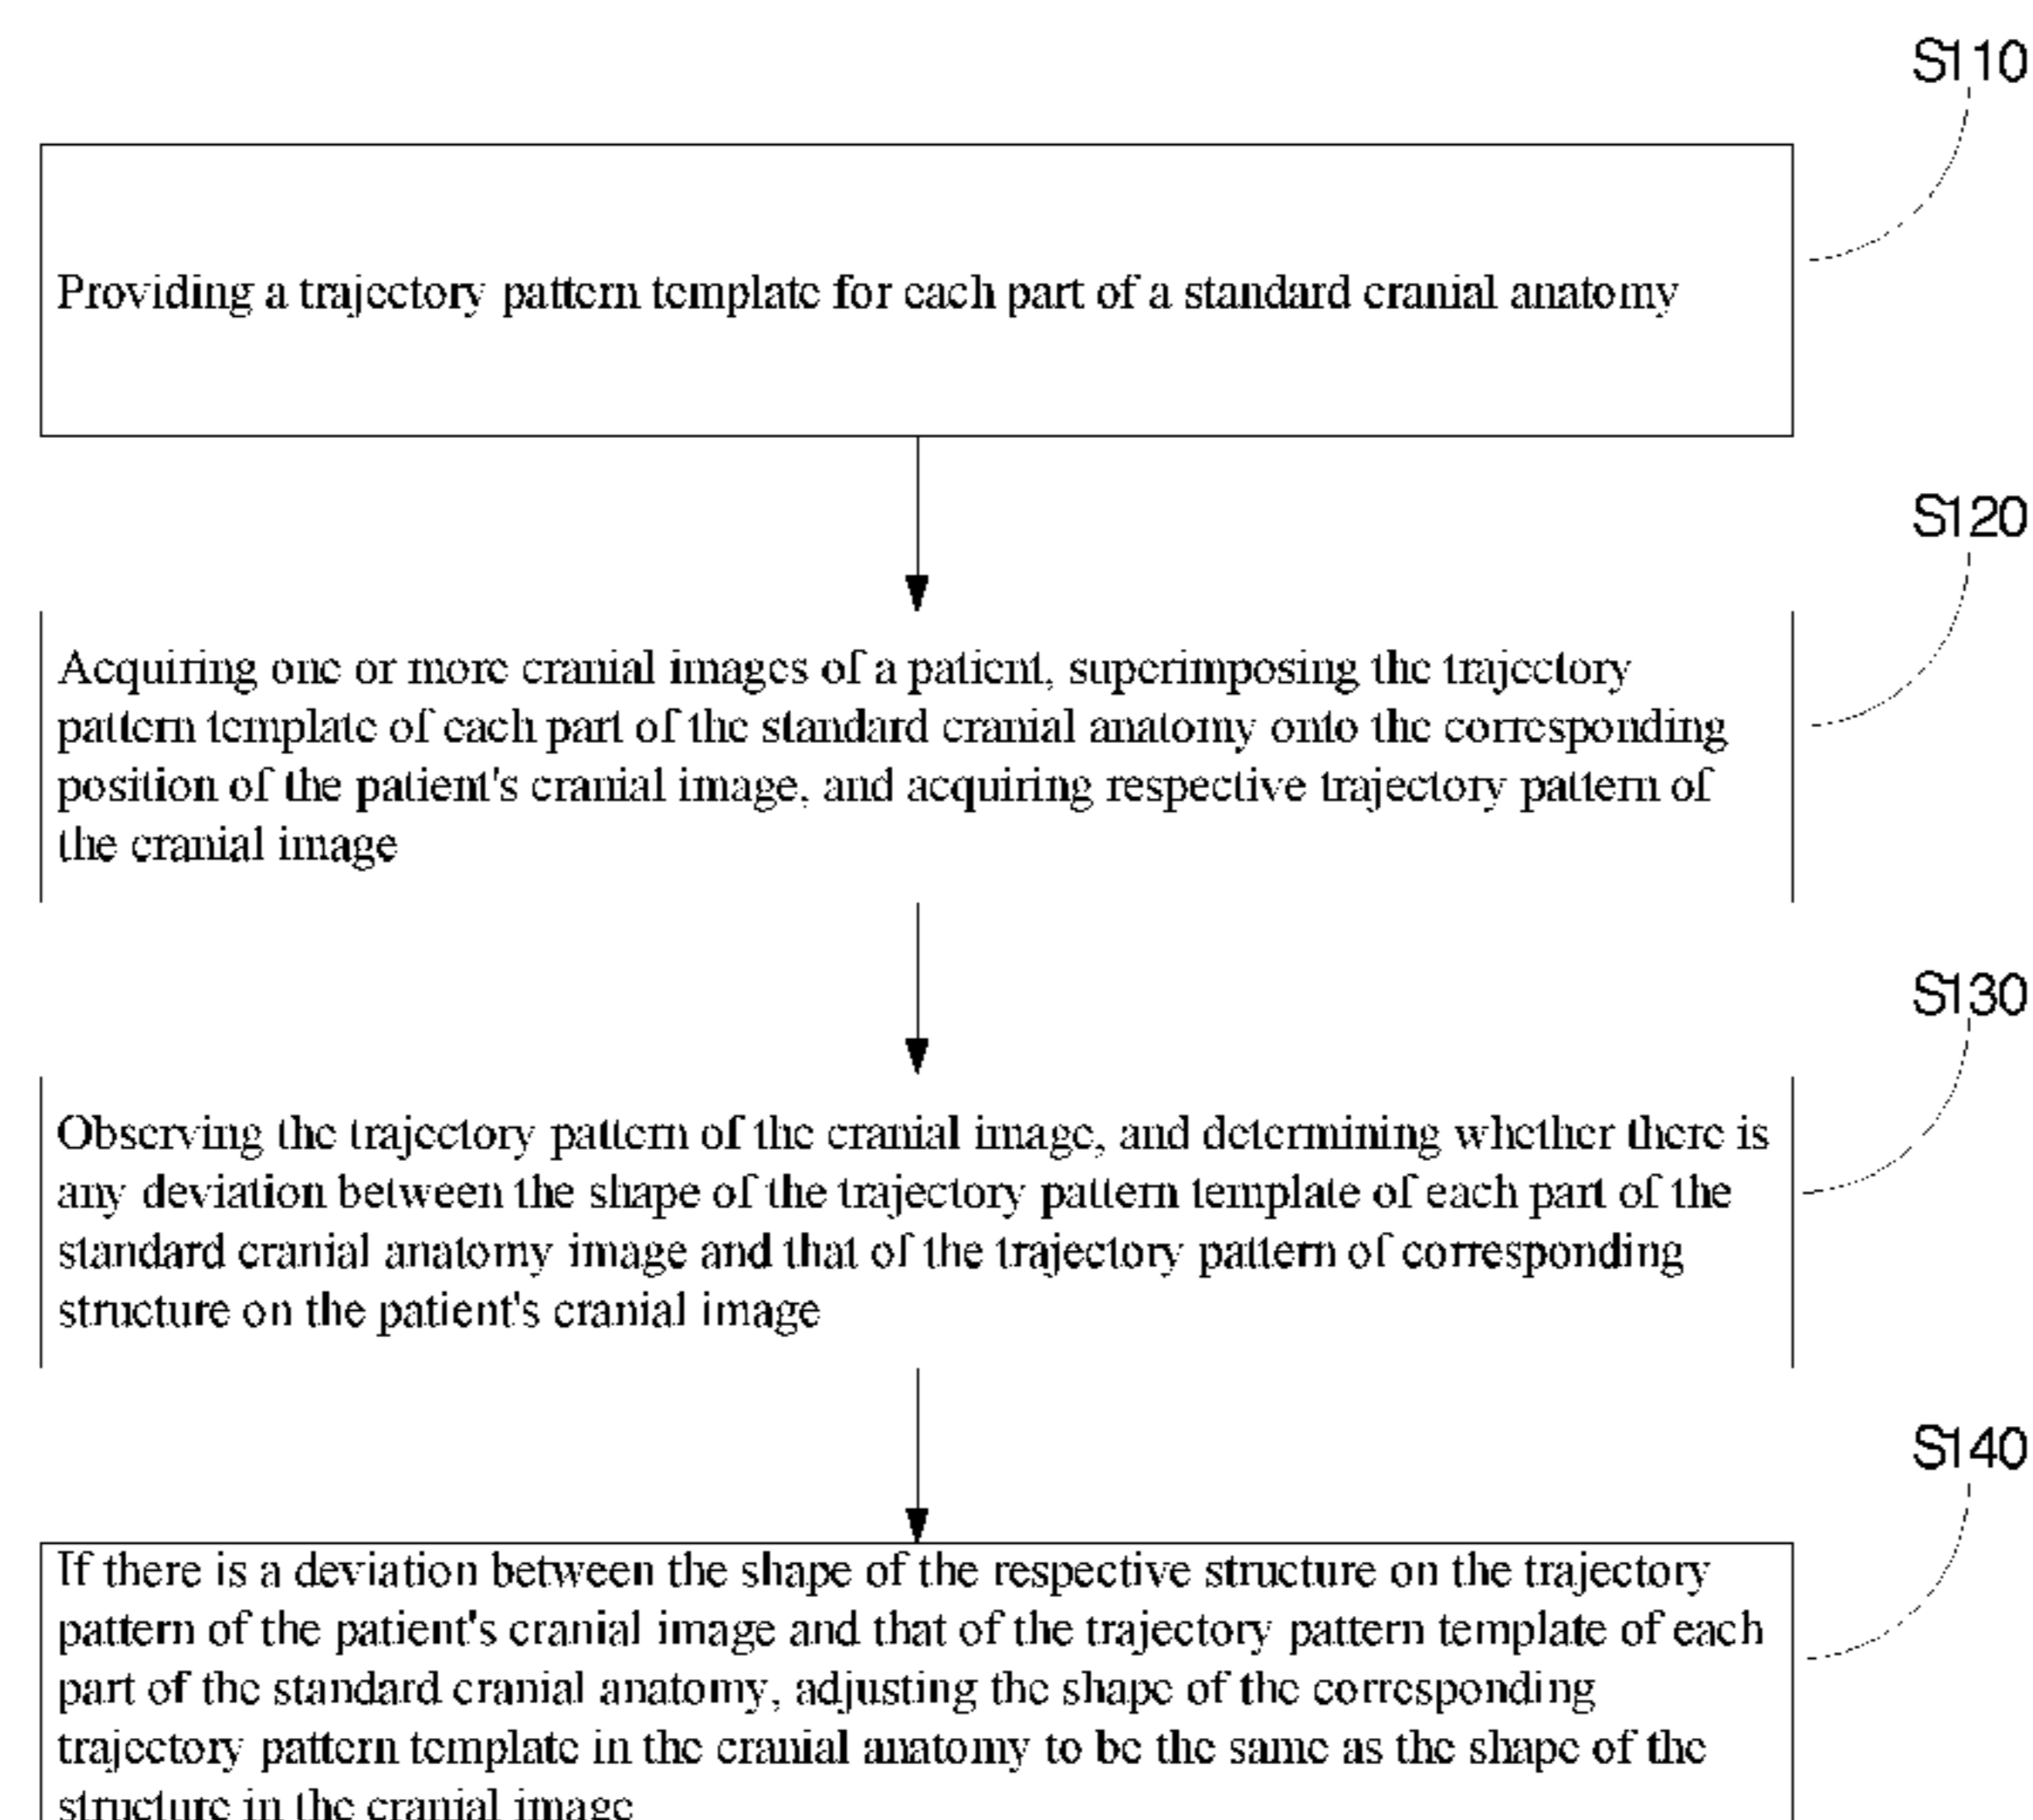 S110
Providing a trajectory pattern template for each part of a standard cranial anatomy
S120
Acquiring one or more cranial images of a patient, superimposing the trajectory
pattern template of each part of the standard cranial anatomy onto the corresponding
position of the patient's cranial image, and acquiring respective trajectory pattern of
the cranial image
S130
Observing the trajectory pattern of the cranial image, and determining whether there is
any deviation between the shape of the trajectory pattern template of each part of the
standard cranial anatomy image and that of the trajectory pattern of corresponding
structure on the patient's cranial image
S140
If there is a deviation between the shape of the respective structure on the trajectory
pattern of the patient's cranial image and that of the trajectory pattern template of each
part of the standard cranial anatomy, adjusting the shape of the corresponding
trajectory pattern template in the cranial anatomy to be the same as the shape of the
structure in the cranial image